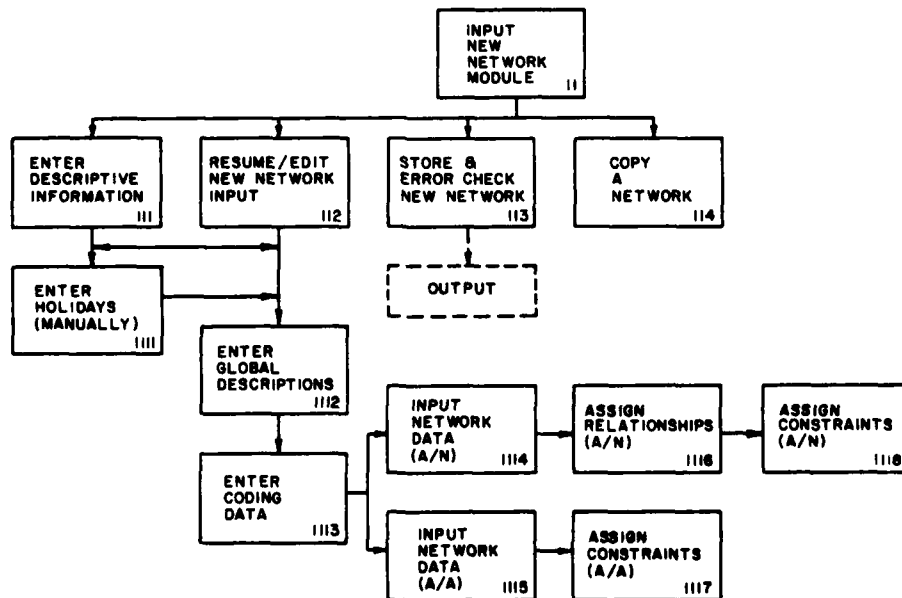 INPUT
NEW
NETWORK
MODULE
11
ENTER
DESCRIPTIVE
INFORMATION
111
RESUME/EDIT
NEW NETWORK
INPUT
112
STORE &
ERROR CHECK
NEW NETWORK
113
COPY
A
NETWORK
114
ENTER
HOLIDAYS
(MANUALLY)
1111
OUTPUT
ENTER
GLOBAL
DESCRIPTIONS
1112
ENTER
CODING
DATA
1113
INPUT
NETWORK
DATA
(A/N)
1114
ASSIGN
RELATIONSHIPS
(A/N)
1116
ASSIGN
CONSTRAINTS
(A/N)
1118
INPUT
NETWORK
DATA
(A/A)
1115
ASSIGN
CONSTRAINTS
(A/A)
1117